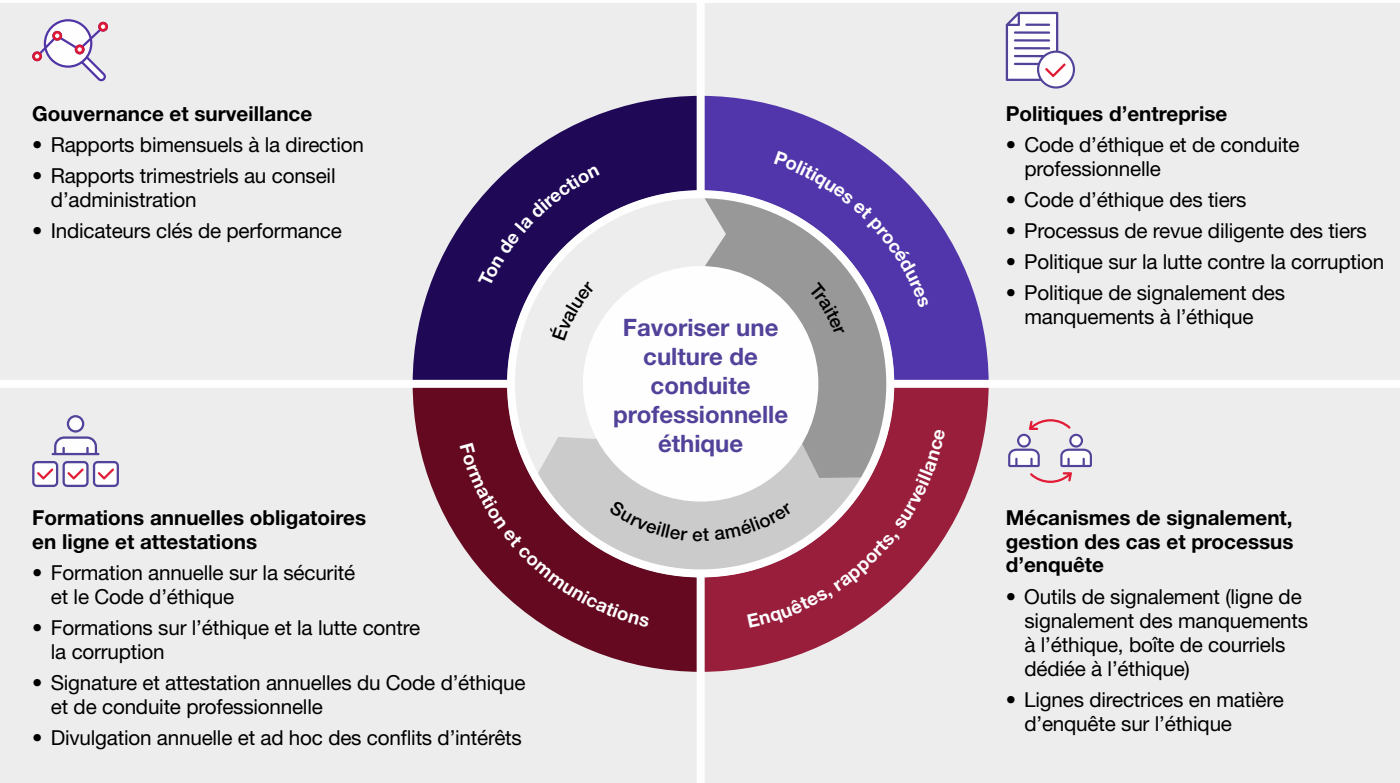 Gouvernance et surveillance
• Rapports bimensuels à la direction
• Rapports trimestriels au conseil
d’administration
• Indicateurs clés de performance
Politiques d’entreprise
• Code d’éthique et de conduite
professionnelle
• Code d’éthique des tiers
• Processus de revue diligente des tiers
• Politique sur la lutte contre la corruption
• Politique de signalement des
manquements à l’éthique
Ton de la direction
Politiques et procédures
Évaluer
Traiter
Favoriser une
culture de
conduite
professionnelle
éthique
Surveiller et améliorer
Formation et communications
Enquêtes, rapports, surveillance
Formations annuelles obligatoires
en ligne et attestations
• Formation annuelle sur la sécurité
et le Code d’éthique
• Formations sur l’éthique et la lutte contre
la corruption
• Signature et attestation annuelles du Code d’éthique
et de conduite professionnelle
• Divulgation annuelle et ad hoc des conflits d’intérêts
Mécanismes de signalement,
gestion des cas et processus
d’enquête
• Outils de signalement (ligne de
signalement des manquements
à l’éthique, boîte de courriels
dédiée à l’éthique)
• Lignes directrices en matière
d’enquête sur l’éthique